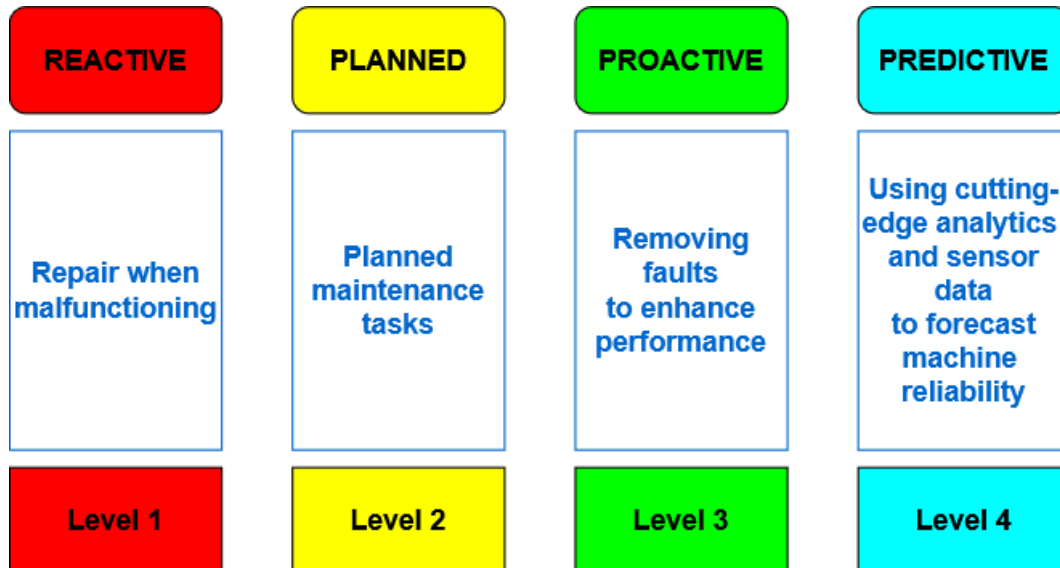 REACTIVE
PLANNED
PROACTIVE
PREDICTIVE
Repair when
malfunctioning
Planned
maintenance
tasks
Removing
faults
to enhance
performance
Using cutting-
edge analytics
and sensor
data
to forecast
machine
reliability
Level 1
Level 2
Level 3
Level 4